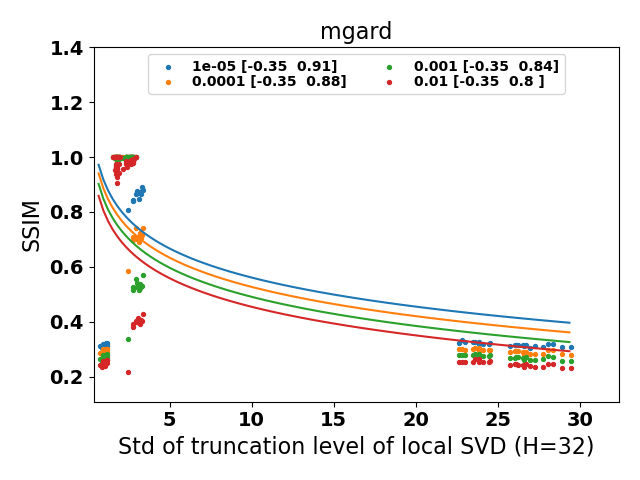 mgard
1e-05 [-0.35  0.91]
0.0001 [-0.35  0.88]
0.001 [-0.35  0.84]
0.01 [-0.35  0.8 ]
SSIM
1.4
1.2
1.0
0.8
0.6
0.4
0.2
5 10 15 20 25 30
Std of truncation level of local SVD (H=32)